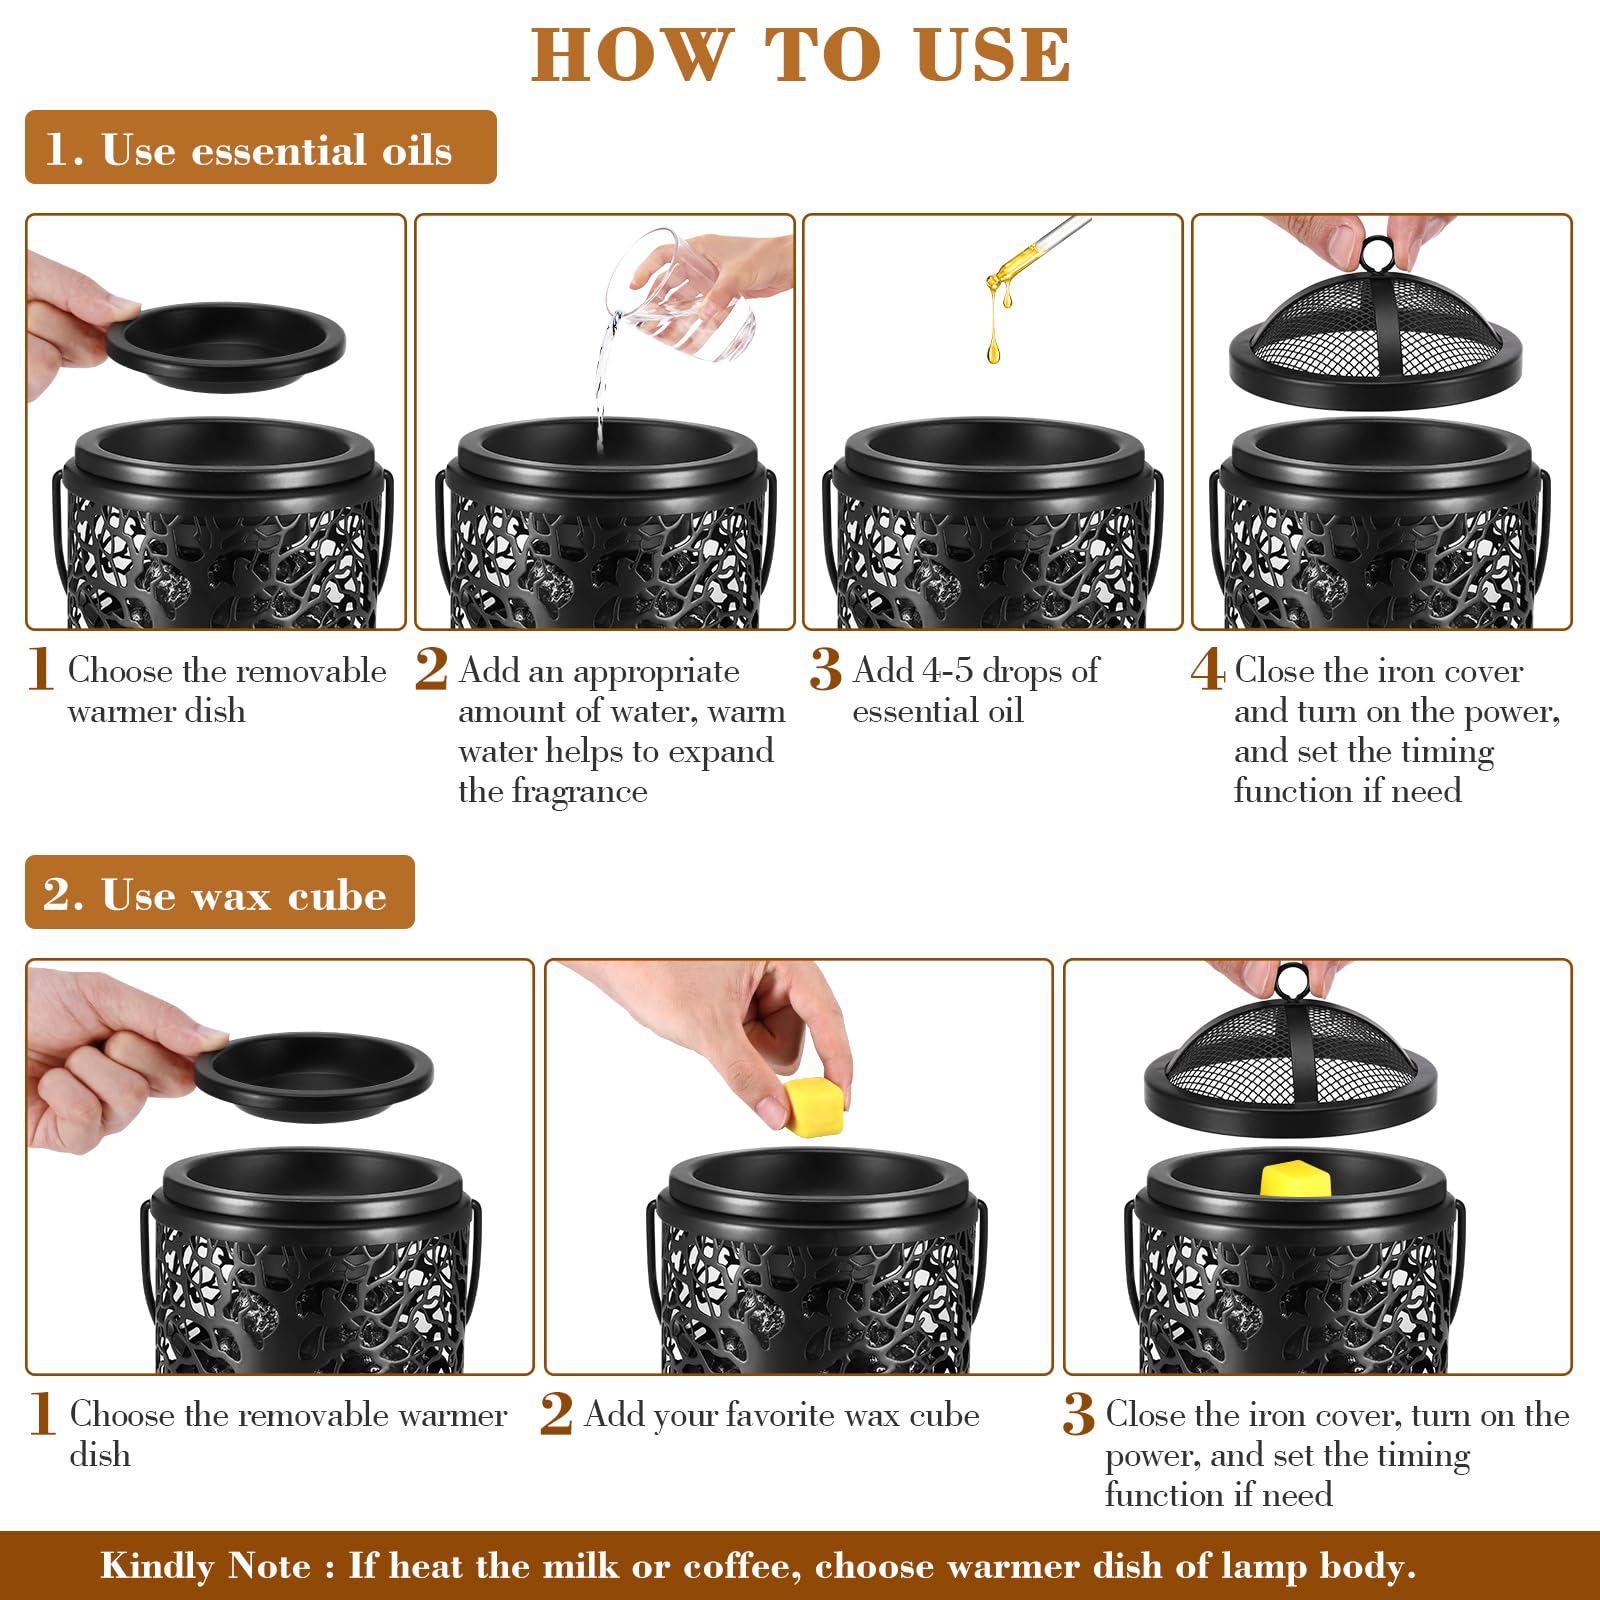 HOW TO USE
1. Use essential oils
1 Choose the removable
warmer dish
2 Add an appropriate
amount of water, warm
water helps to expand
the fragrance
3 Add 4-5 drops of
essential oil
4 Close the iron cover
and turn on the power,
and set the timing
function if need
2. Use wax cube
1 Choose the removable warmer
dish
2 Add your favorite wax cube
3 Close the iron cover, turn on the
power, and set the timing
function if need
Kindly Note : If heat the milk or coffee, choose warmer dish of lamp body.